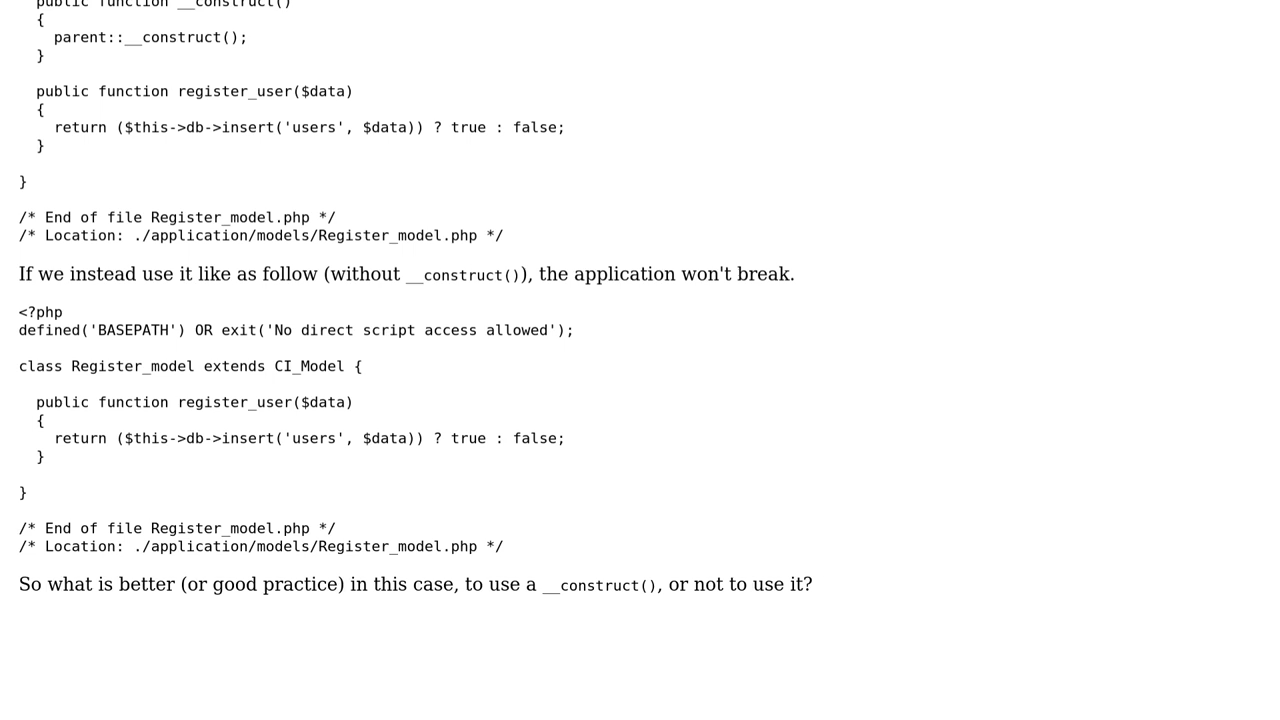 public function __construct()
{
parent::__construct();
}
public function register_user($data)
{
return ($this->db->insert('users', $data)) ? true : false;
}
}
/* End of file Register_model.php */
/* Location: ./application/models/Register_model.php */
If we instead use it like as follow (without __construct()), the application won't break.
<?php
defined('BASEPATH') OR exit('No direct script access allowed');
class Register_model extends CI_Model {
public function register_user($data)
{
return ($this->db->insert('users', $data)) ? true : false;
}
}
/* End of file Register_model.php */
/* Location: ./application/models/Register_model.php */
So what is better (or good practice) in this case, to use a __construct(), or not to use it?